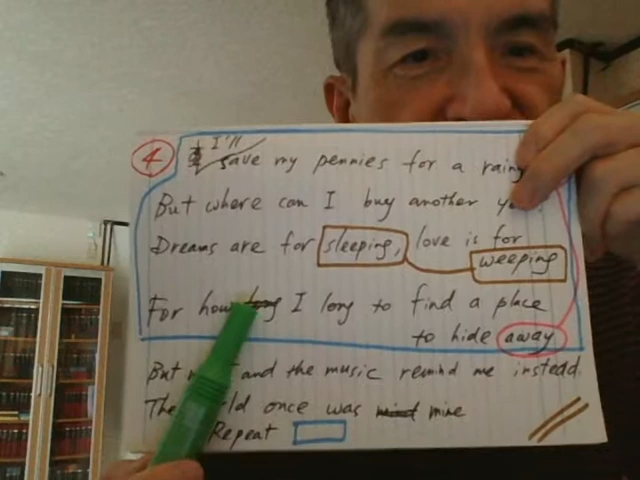 4
I'll
save my pennies for a rainy
But where can I buy another
Dreams are for sleeping, love is for
weeping
For how long I long to find a place
to hide away
But and the music remind me instead.
The once was mine
Repeat